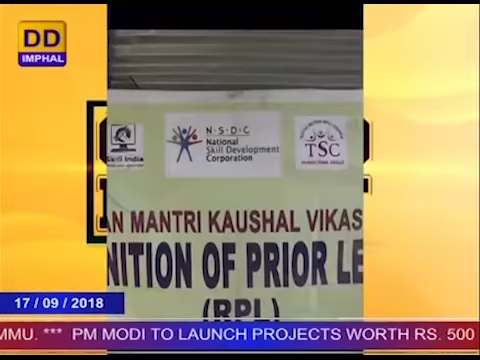 DD
IMPHAL
N·S·D·C
National
Skill Development
Corporation
Skill India
TSC
AN MANTRI KAUSHAL VIKAS
NITION OF PRIOR LE
(RPL)
17 / 09 / 2018
MMU. *** PM MODI TO LAUNCH PROJECTS WORTH RS. 500